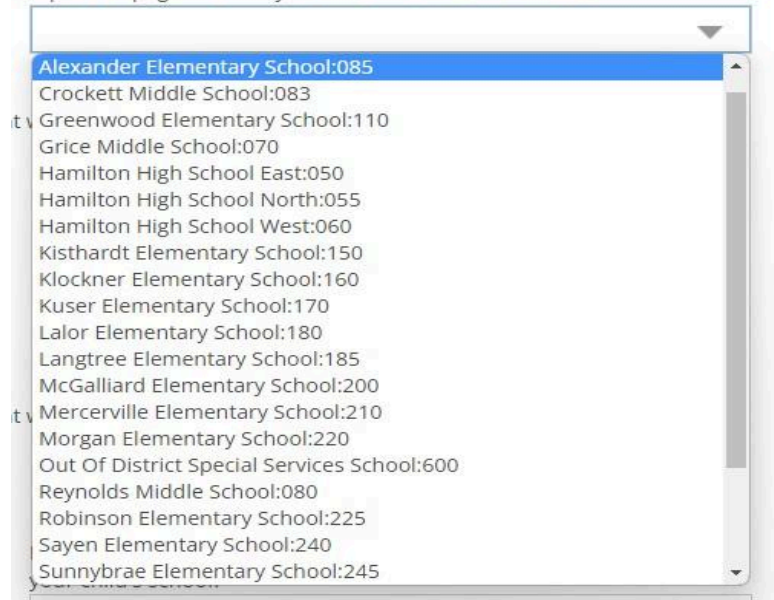 Alexander Elementary School:085
Crockett Middle School:083
Greenwood Elementary School:110
Grice Middle School:070
Hamilton High School East:050
Hamilton High School North:055
Hamilton High School West:060
Kisthardt Elementary School:150
Klockner Elementary School:160
Kuser Elementary School:170
Lalor Elementary School:180
Langtree Elementary School:185
McGalliard Elementary School:200
Mercerville Elementary School:210
Morgan Elementary School:220
Out Of District Special Services School:600
Reynolds Middle School:080
Robinson Elementary School:225
Sayen Elementary School:240
Sunnybrae Elementary School:245